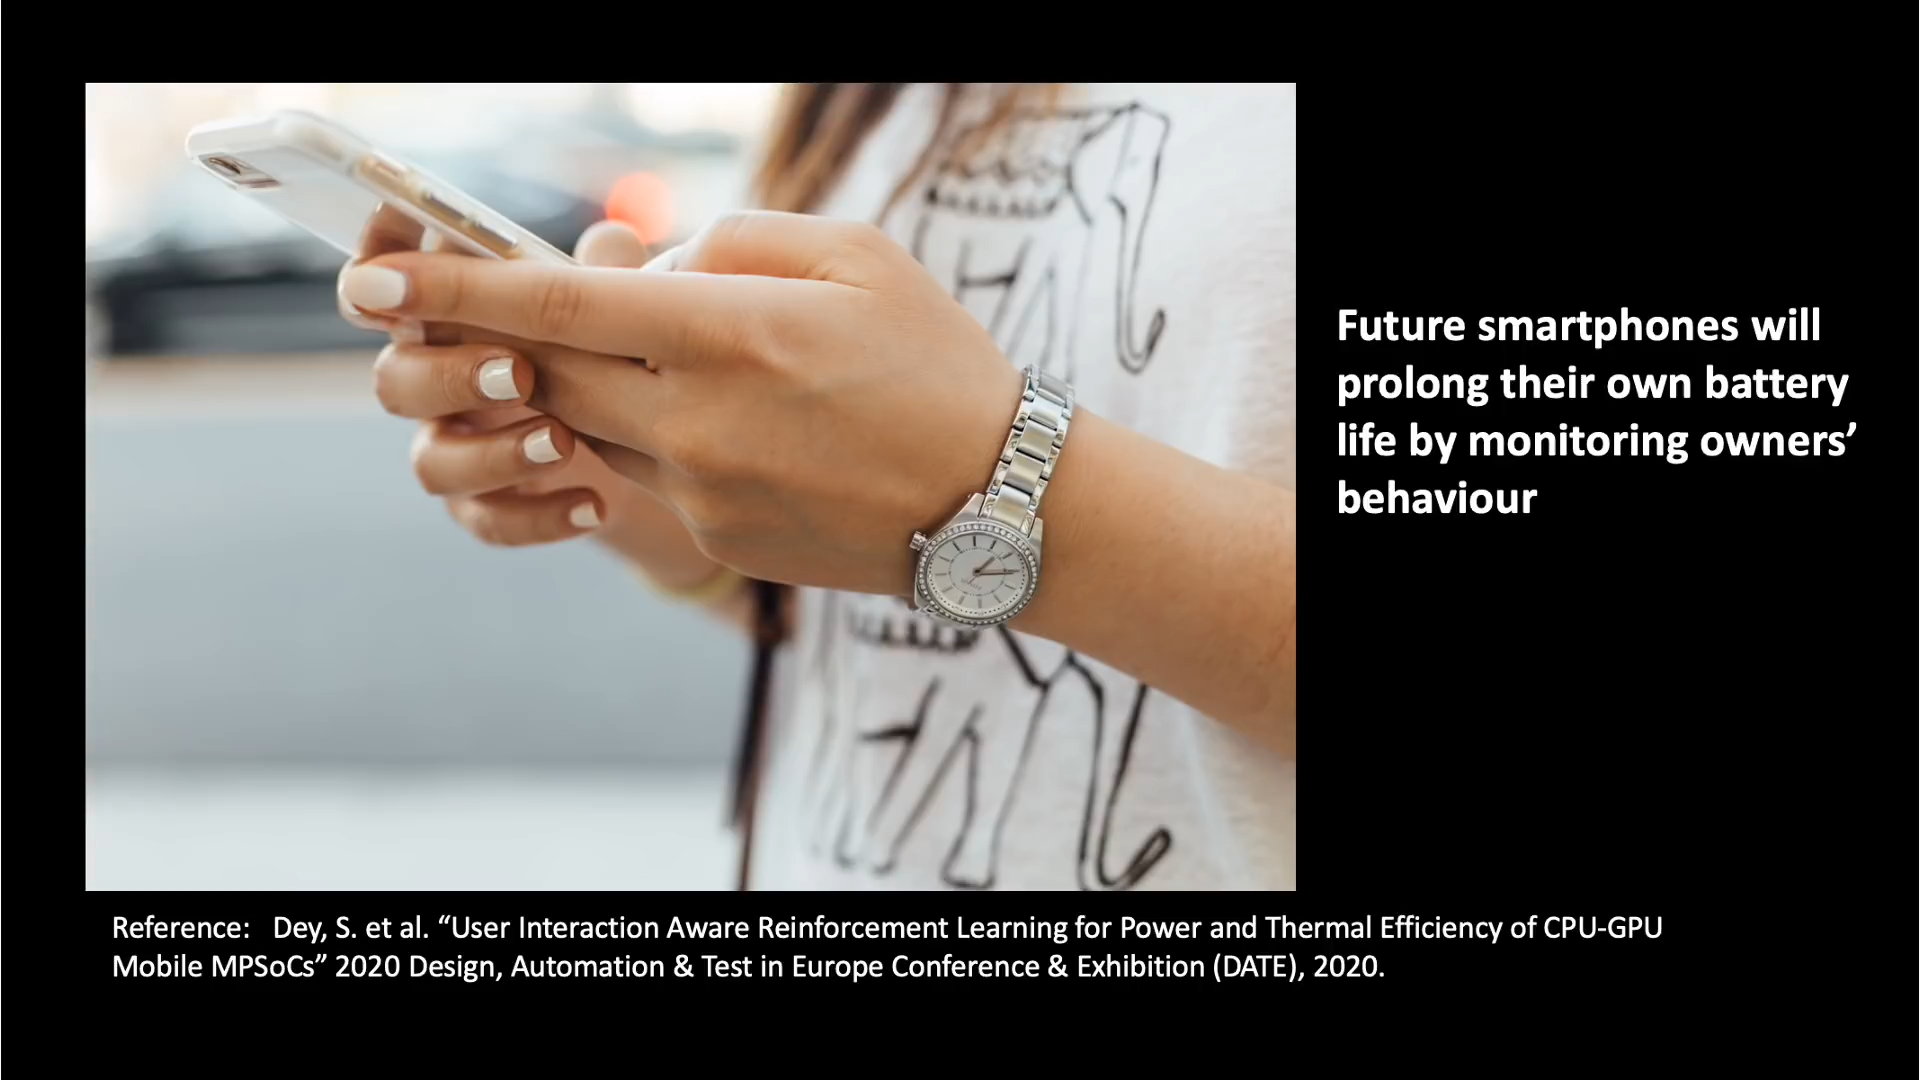 Future smartphones will
prolong their own battery
life by monitoring owners’
behaviour
Reference:   Dey, S. et al. “User Interaction Aware Reinforcement Learning for Power and Thermal Efficiency of CPU-GPU
Mobile MPSoCs” 2020 Design, Automation & Test in Europe Conference & Exhibition (DATE), 2020.